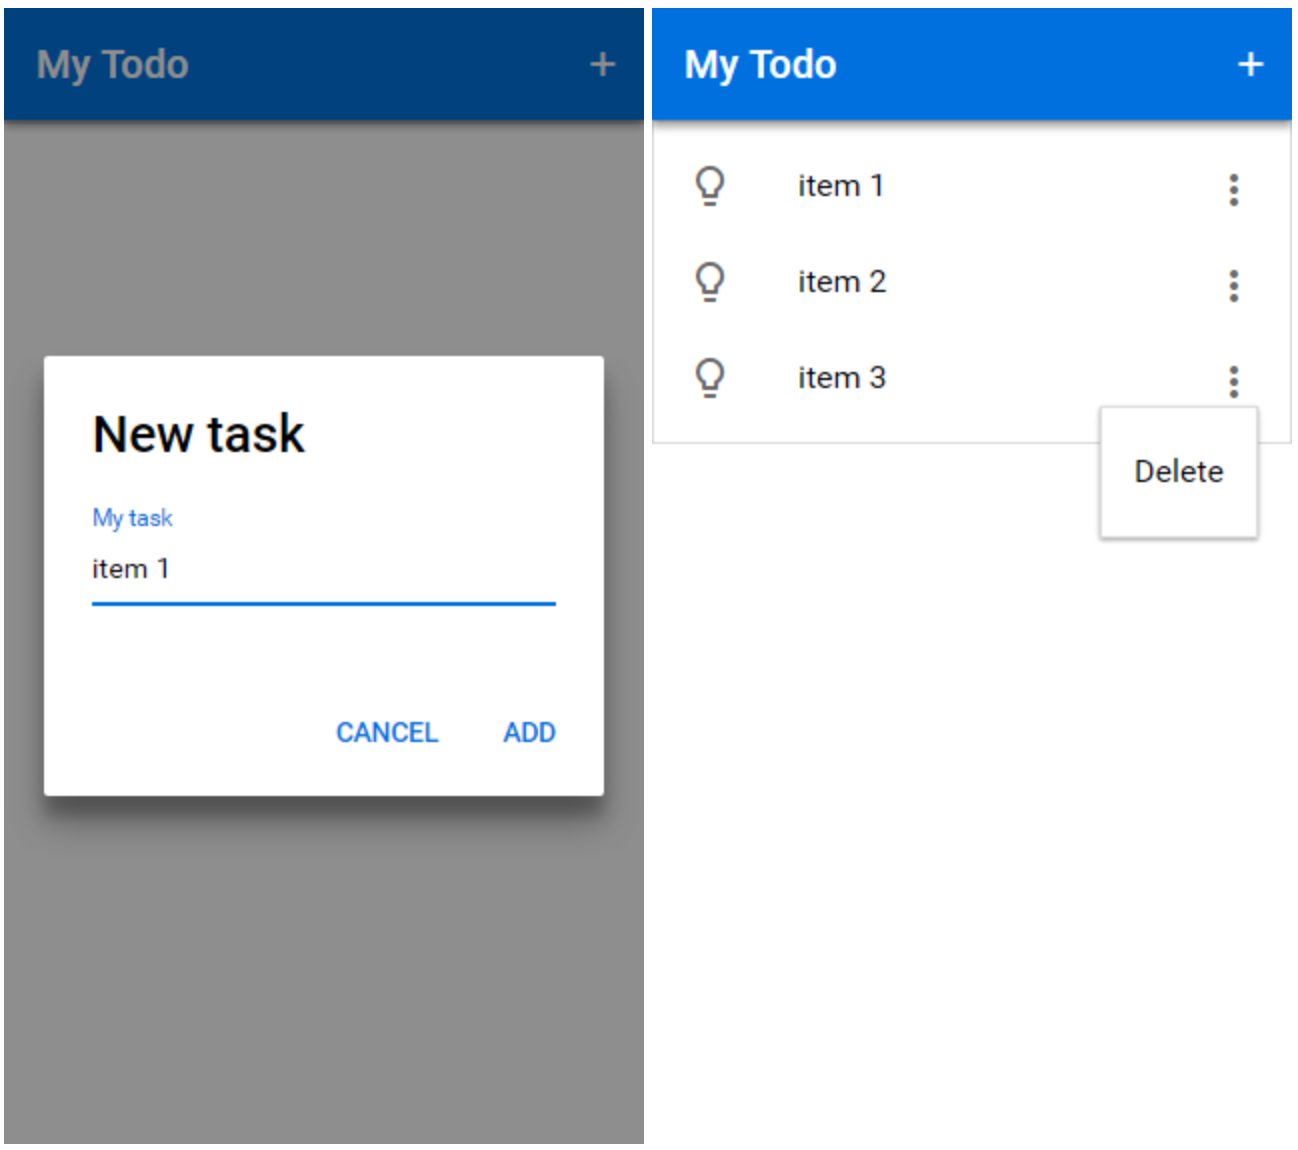 My Todo +
New task
My task
item 1
CANCEL ADD
My Todo +
item 1
item 2
item 3
Delete